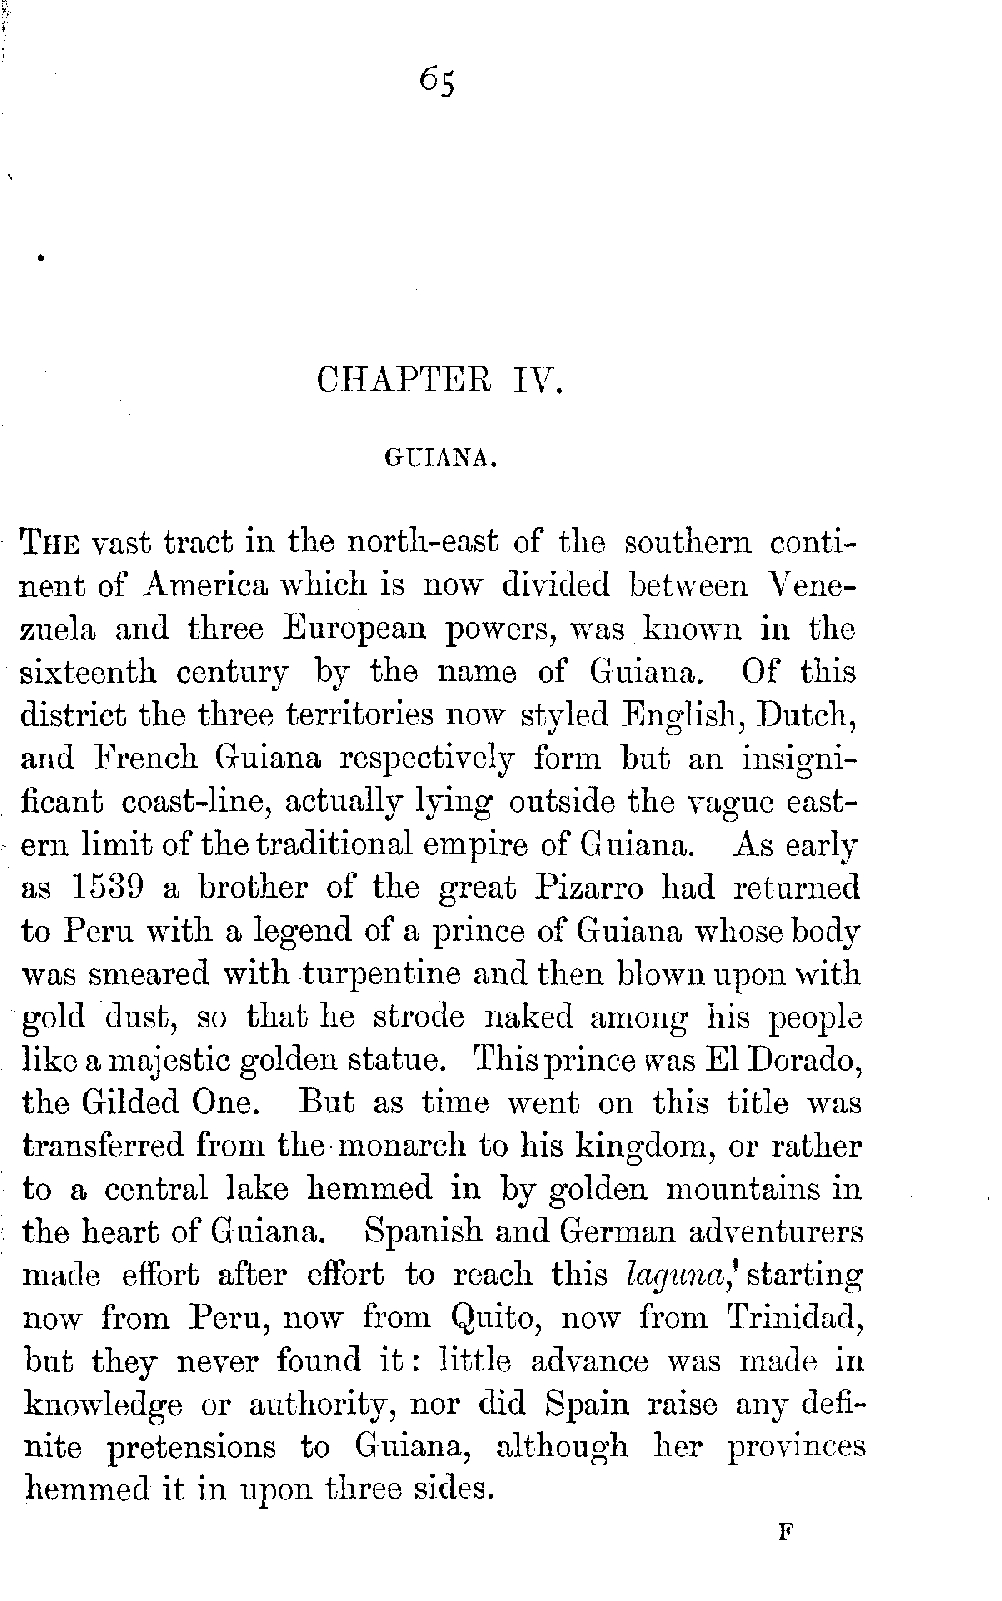 65
CHAPTER IV.
GUIANA.
THE vast tract in the north-east of the southern conti-
nent of America which is now divided between Vene-
zuela and three European powers, was known in the
sixteenth century by the name of Guiana. Of this
district the three territories now styled English, Dutch,
and French Guiana respectively form but an insigni-
ficant coast-line, actually lying outside the vague east-
ern limit of the traditional empire of Guiana. As early
as 1539 a brother of the great Pizarro had returned
to Peru with a legend of a prince of Guiana whose body
was smeared with turpentine and then blown upon with
gold dust, so that he strode naked among his people
like a majestic golden statue. This prince was El Dorado,
the Gilded One. But as time went on this title was
transferred from the monarch to his kingdom, or rather
to a central lake hemmed in by golden mountains in
the heart of Guiana. Spanish and German adventurers
made effort after effort to reach this laguna, starting
now from Peru, now from Quito, now from Trinidad,
but they never found it: little advance was made in
knowledge or authority, nor did Spain raise any defi-
nite pretensions to Guiana, although her provinces
hemmed it in upon three sides.
F